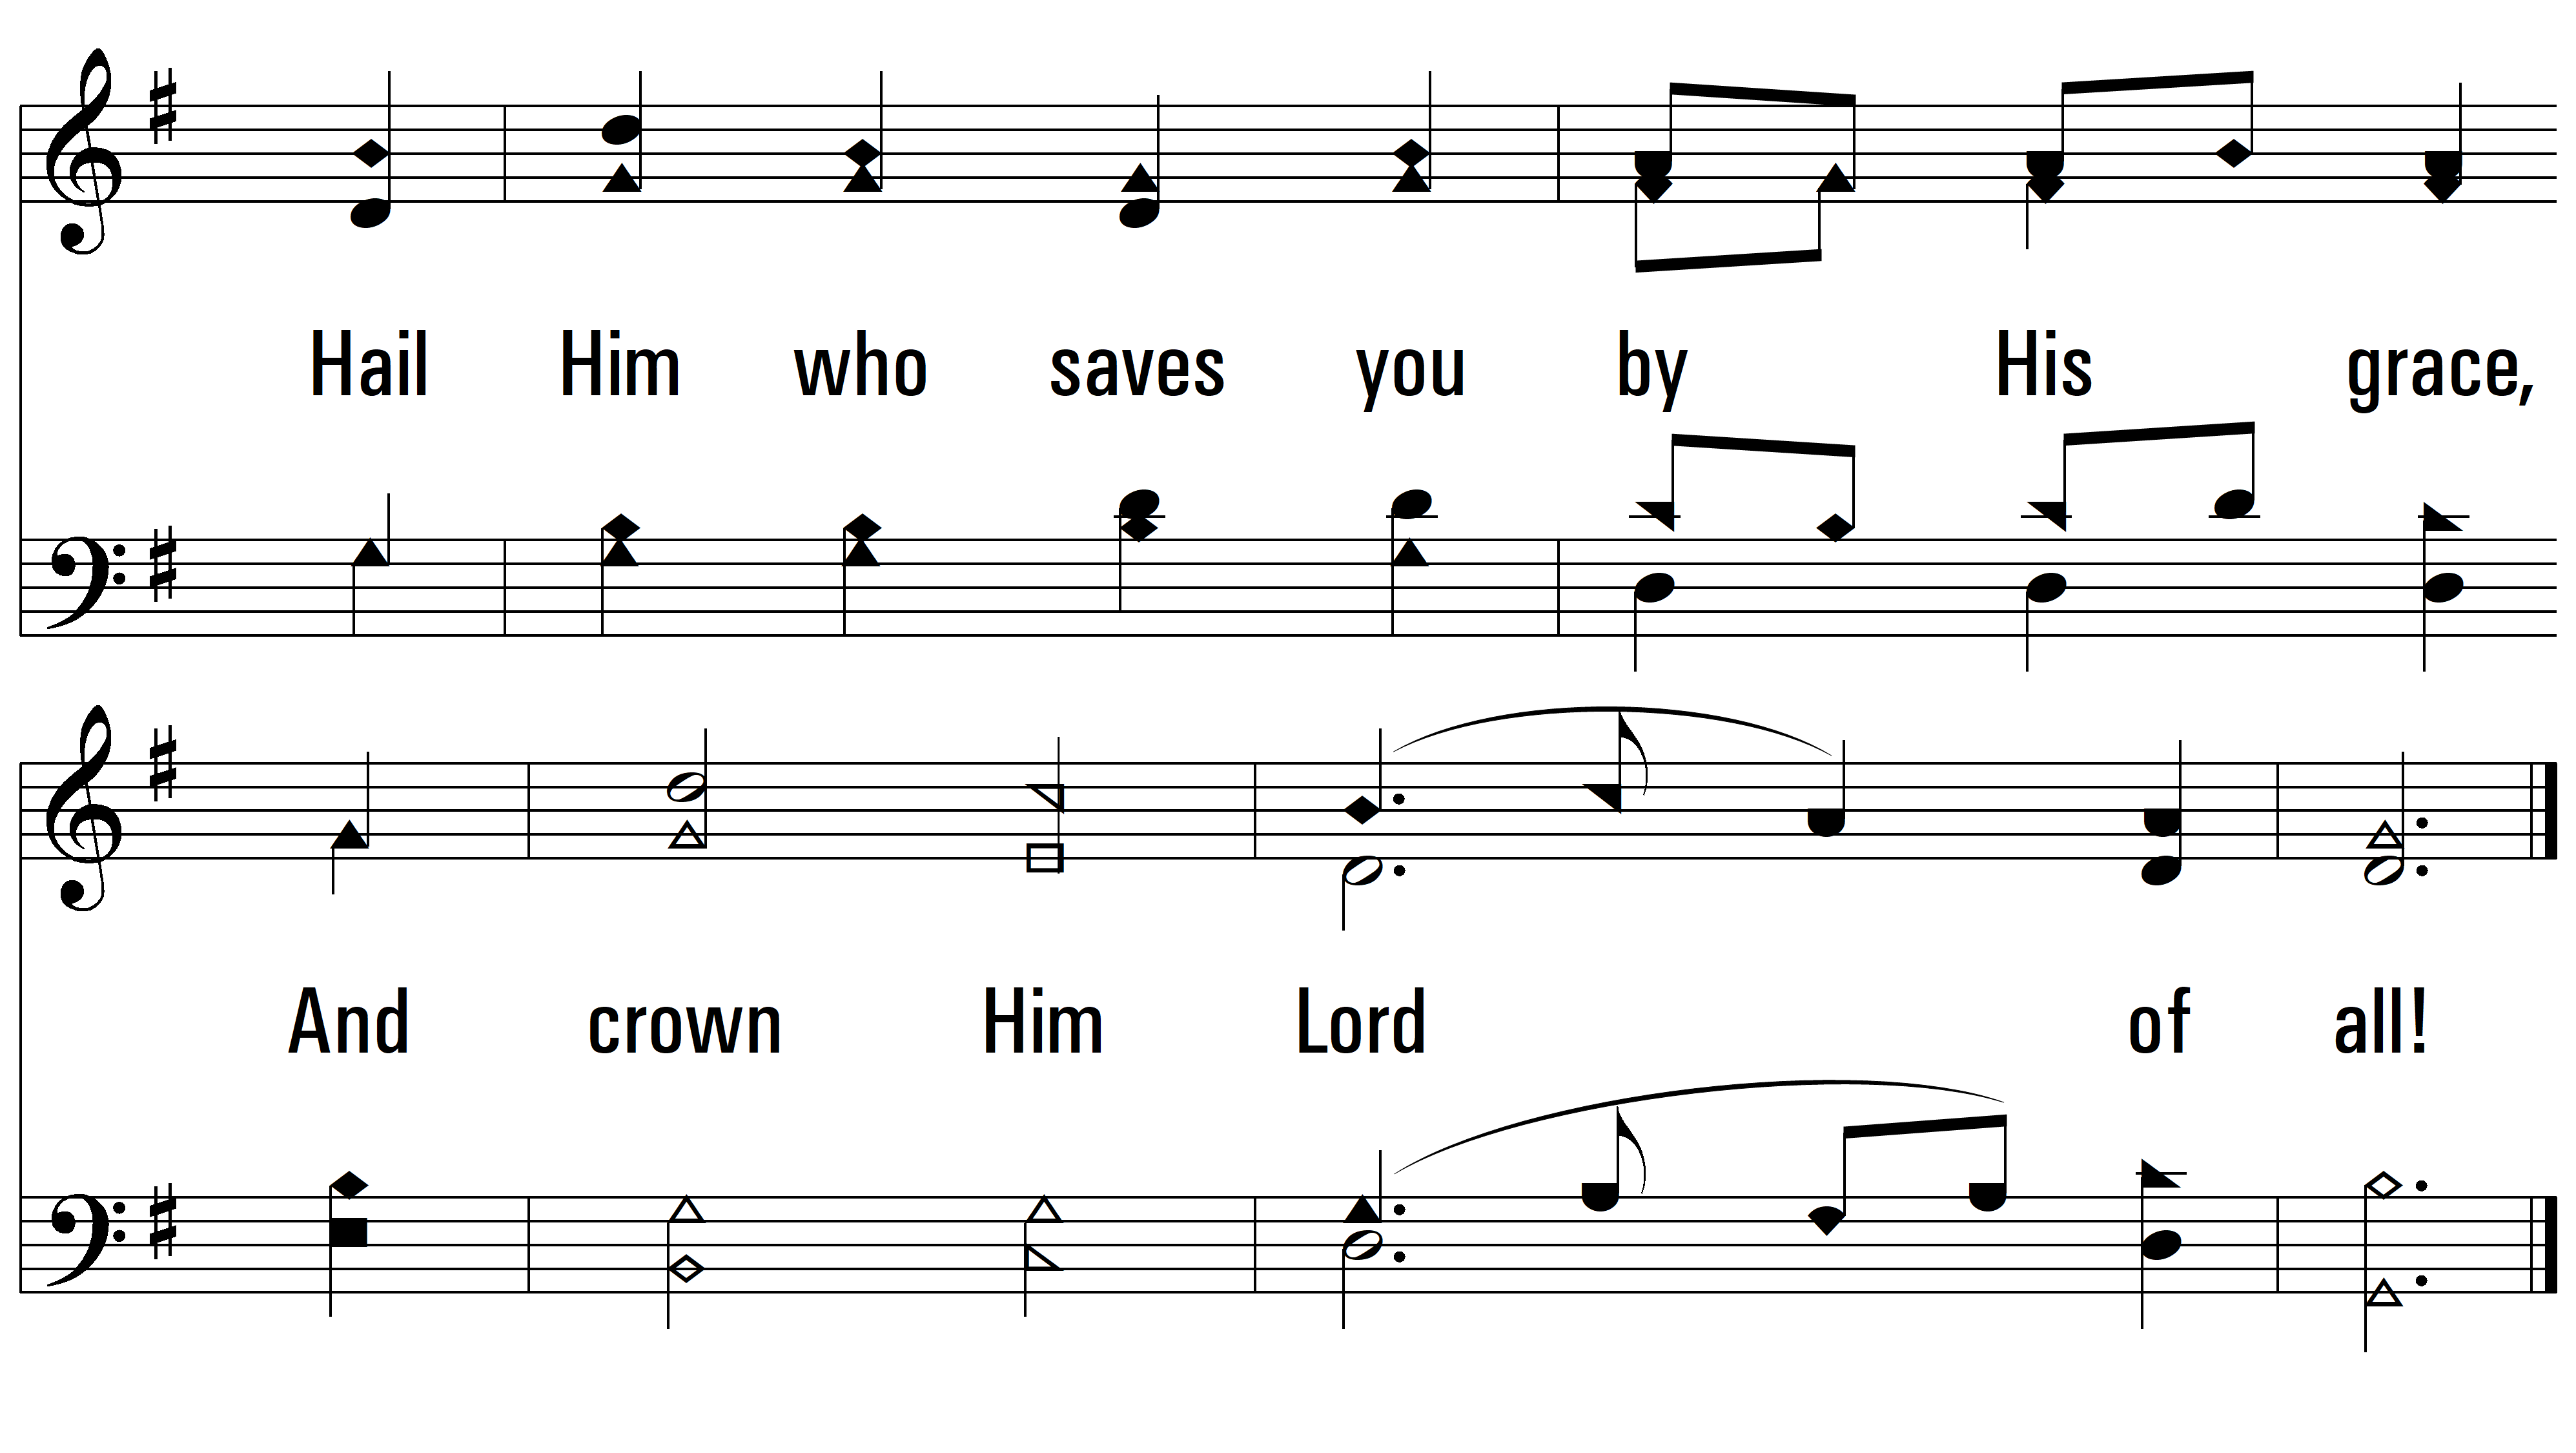 Hail Him who saves you by His grace,
And crown Him Lord of all!